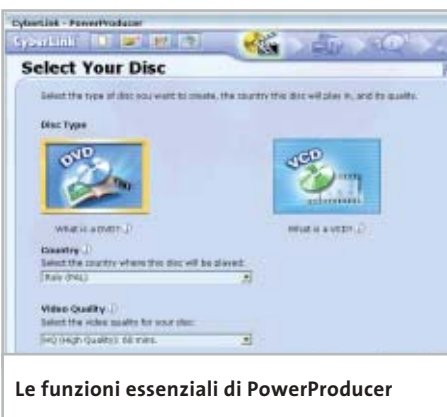 CyberLink - PowerProducer
CyberLink
Select Your Disc
Select the type of disc you want to create, the country this disc will play in, and its quality.
Disc Type
DVD
VCD
What is a DVD?
What is a VCD?
Country
Select the country where this disc will be played:
Italy (PAL)
Video Quality
Select the video quality for your disc:
HQ (High Quality): 68 mins.
Le funzioni essenziali di PowerProducer